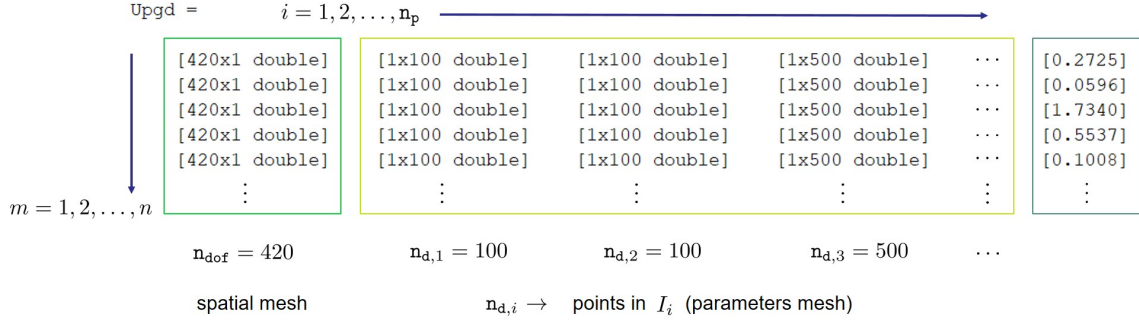 Upgd = i = 1, 2, . . . , n_p
[420x1 double] [1x100 double] [1x100 double] [1x500 double] ··· [0.2725]
[420x1 double] [1x100 double] [1x100 double] [1x500 double] ··· [0.0596]
[420x1 double] [1x100 double] [1x100 double] [1x500 double] ··· [1.7340]
[420x1 double] [1x100 double] [1x100 double] [1x500 double] ··· [0.5537]
[420x1 double] [1x100 double] [1x100 double] [1x500 double] ··· [0.1008]
⋮ ⋮ ⋮ ⋮ ⋮ ⋮
m = 1, 2, . . . , n
n_dof = 420 n_d,1 = 100 n_d,2 = 100 n_d,3 = 500 ···
spatial mesh n_d,i → points in I_i (parameters mesh)